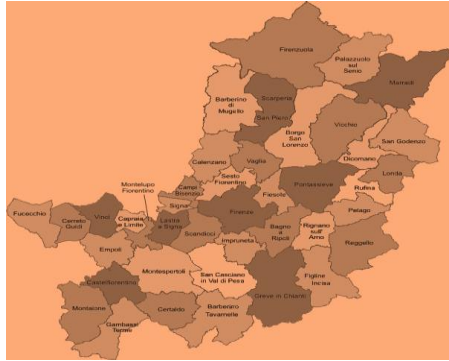 Firenzuola
Palazzuolo
sul
Senio
Marradi
Scarperia
Barberino
di
Mugello
San Piero
Vicchio
Borgo
San
Lorenzo
San Godenzo
Calenzano
Vaglia
Dicomano
Londa
Sesto
Fiorentino
Pontassieve
Rufina
Campi
Bisenzio
Montelupo
Fiorentino
Fiesole
Signa
Pelago
Fucecchio
Vinci
Cerreto
Guidi
Capraia
e Limite
Lastra
a Signa
Firenze
Scandicci
Bagno
a
Ripoli
Rignano
sull'
Arno
Impruneta
Reggello
Empoli
Montespertoli
San Casciano
in Val di Pesa
Figline
Incisa
Castelfiorentino
Greve in Chianti
Montaione
Certaldo
Barberaro
Tavarnelle
Gambassi
Terme